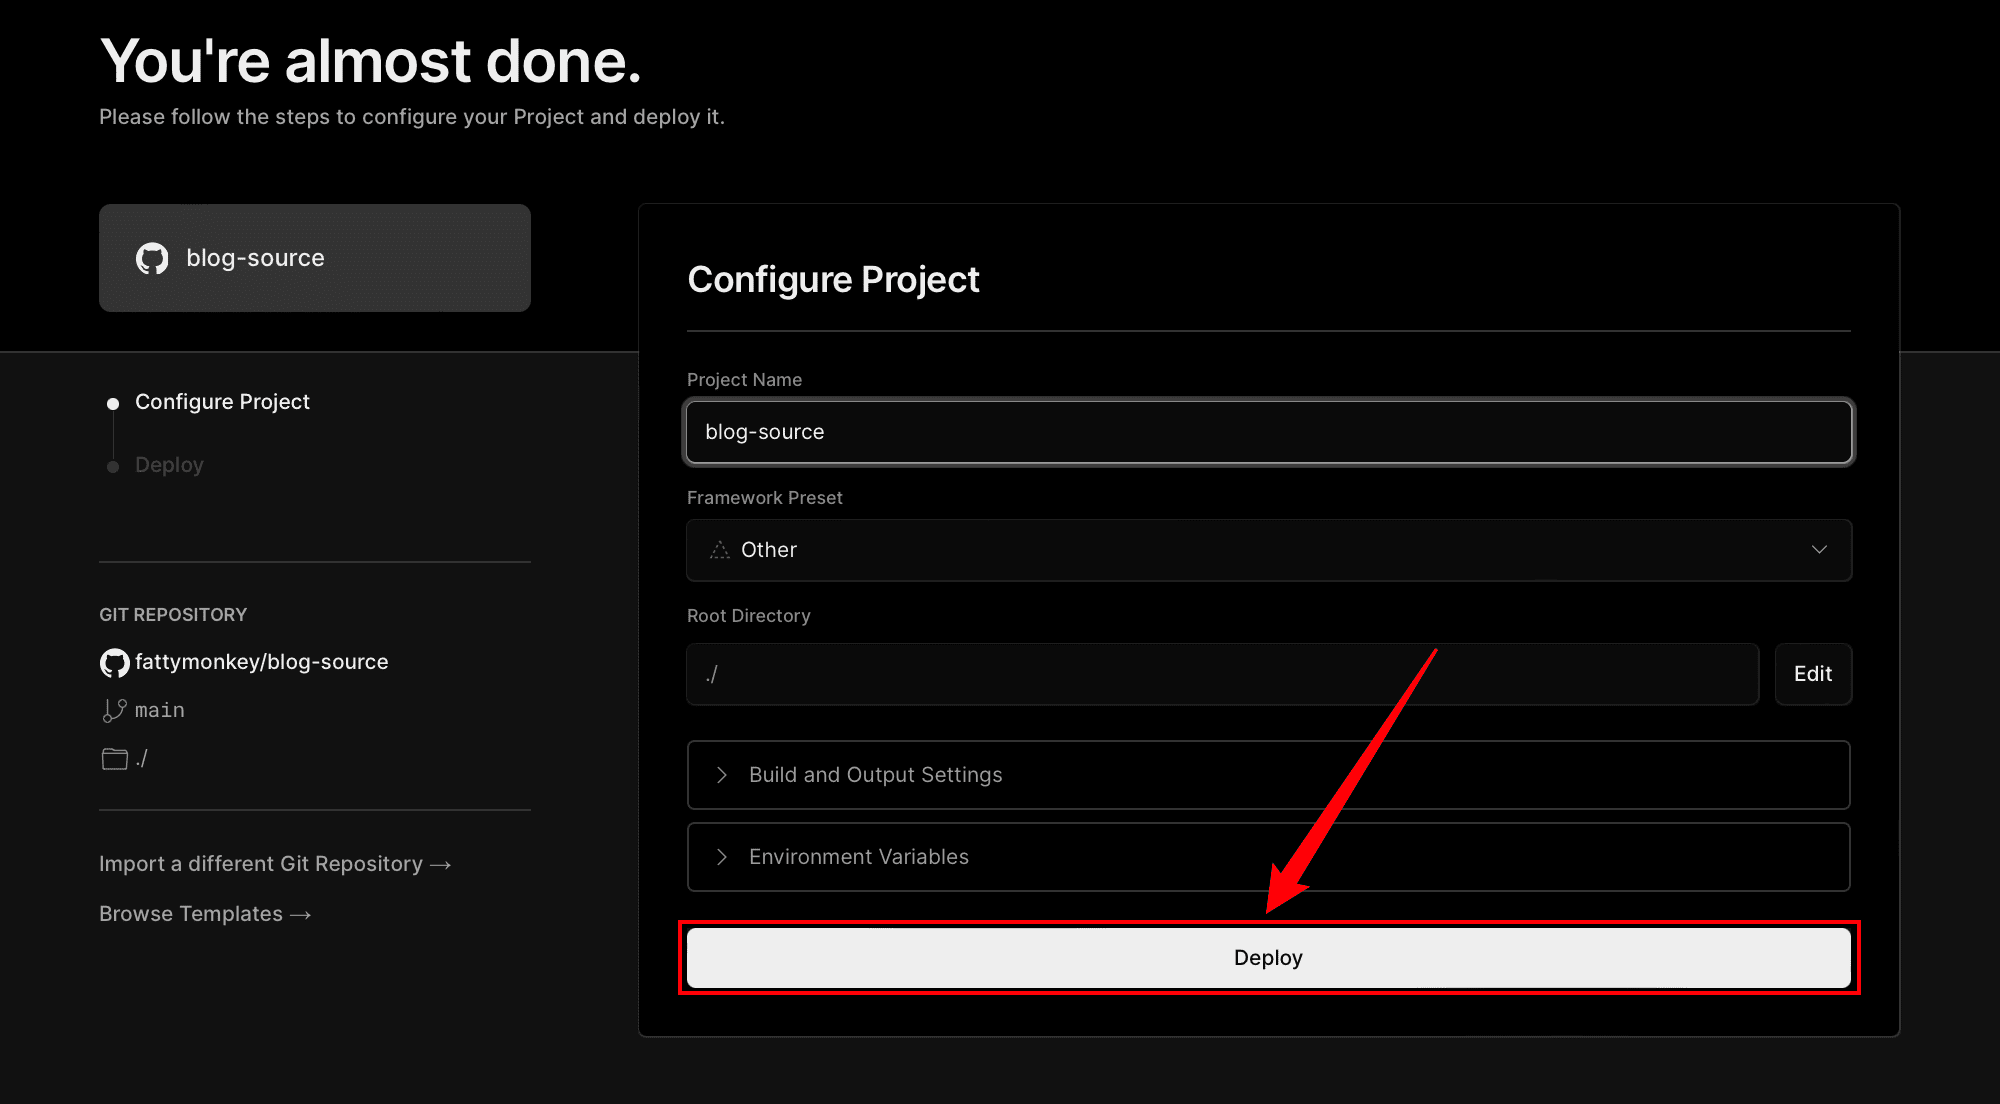 You're almost done.
Please follow the steps to configure your Project and deploy it.
blog-source
Configure Project
Deploy
GIT REPOSITORY
fattymonkey/blog-source
main
./
Import a different Git Repository →
Browse Templates →
Configure Project
Project Name
blog-source
Framework Preset
Other
Root Directory
./
Edit
Build and Output Settings
Environment Variables
Deploy